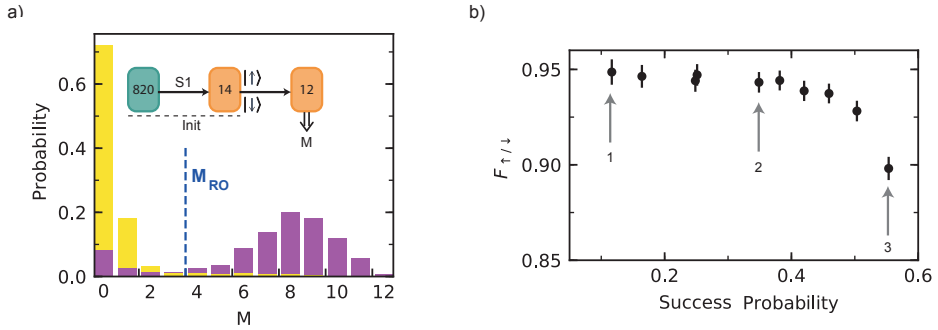 a)
Probability
0.6
0.4
0.2
0.0
820
S1
14
|↑⟩
|↓⟩
12
Init
M
M_RO
0 2 4 6 8 10 12
M
b)
F↑/↓
0.95
0.90
0.85
1
2
3
0.2 0.4 0.6
Success Probability